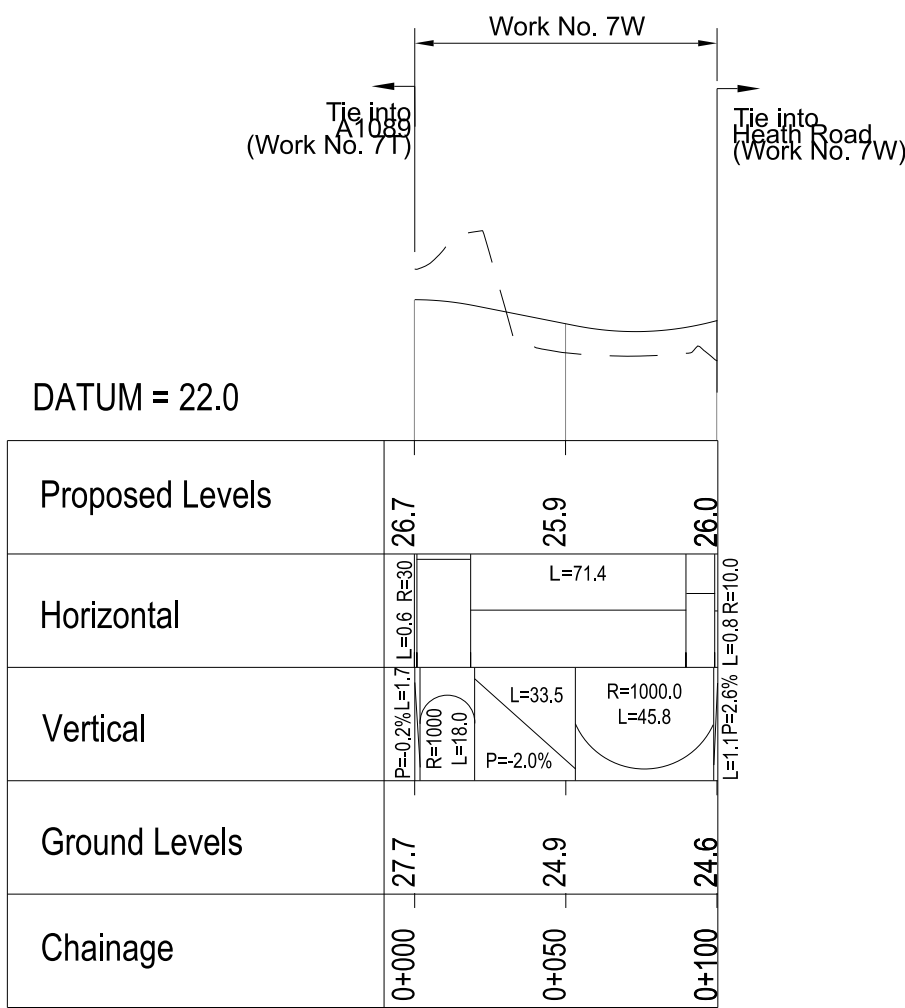 Work No. 7W
Tie into
A1089
(Work No. 7T)
Tie into
Heath Road
(Work No. 7W)
DATUM = 22.0
Proposed Levels
26.7
25.9
26.0
Horizontal
L=0.6 R=30
L=71.4
L=0.8 R=10.0
Vertical
P=-0.2% L=1.7
R=1000
L=18.0
L=33.5
P=-2.0%
R=1000.0
L=45.8
L=1.1 P=2.6%
Ground Levels
27.7
24.9
24.6
Chainage
0+000
0+050
0+100